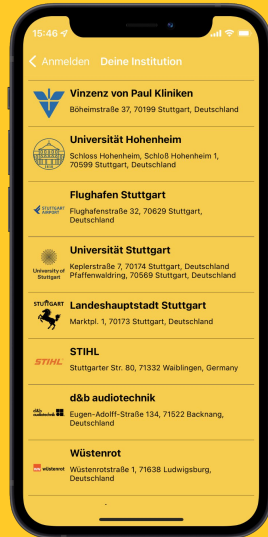 15:46
Anmelden Deine Institution
Vinzenz von Paul Kliniken
Böheimstraße 37, 70199 Stuttgart, Deutschland
Universität Hohenheim
Schloss Hohenheim, Schloß Hohenheim 1,
70599 Stuttgart, Deutschland
STUTTGART
AIRPORT
Flughafen Stuttgart
Flughafenstraße 32, 70629 Stuttgart,
Deutschland
University of
Stuttgart
Universität Stuttgart
Keplerstraße 7, 70174 Stuttgart, Deutschland
Pfaffenwaldring, 70569 Stuttgart, Deutschland
STUTTGART
Landeshauptstadt Stuttgart
Marktpl. 1, 70173 Stuttgart, Deutschland
STIHL
STIHL
Stuttgarter Str. 80, 71332 Waiblingen, Germany
d&b
audiotechnik
d&b audiotechnik
Eugen-Adolff-Straße 134, 71522 Backnang,
Deutschland
wüstenrot
Wüstenrot
Wüstenrotstraße 1, 71638 Ludwigsburg,
Deutschland